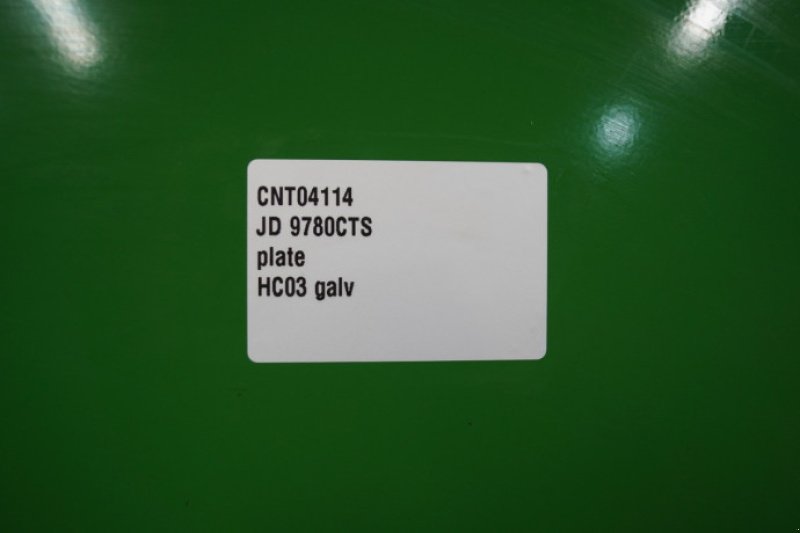 CNT04114
JD 9780CTS
plate
HC03 galv